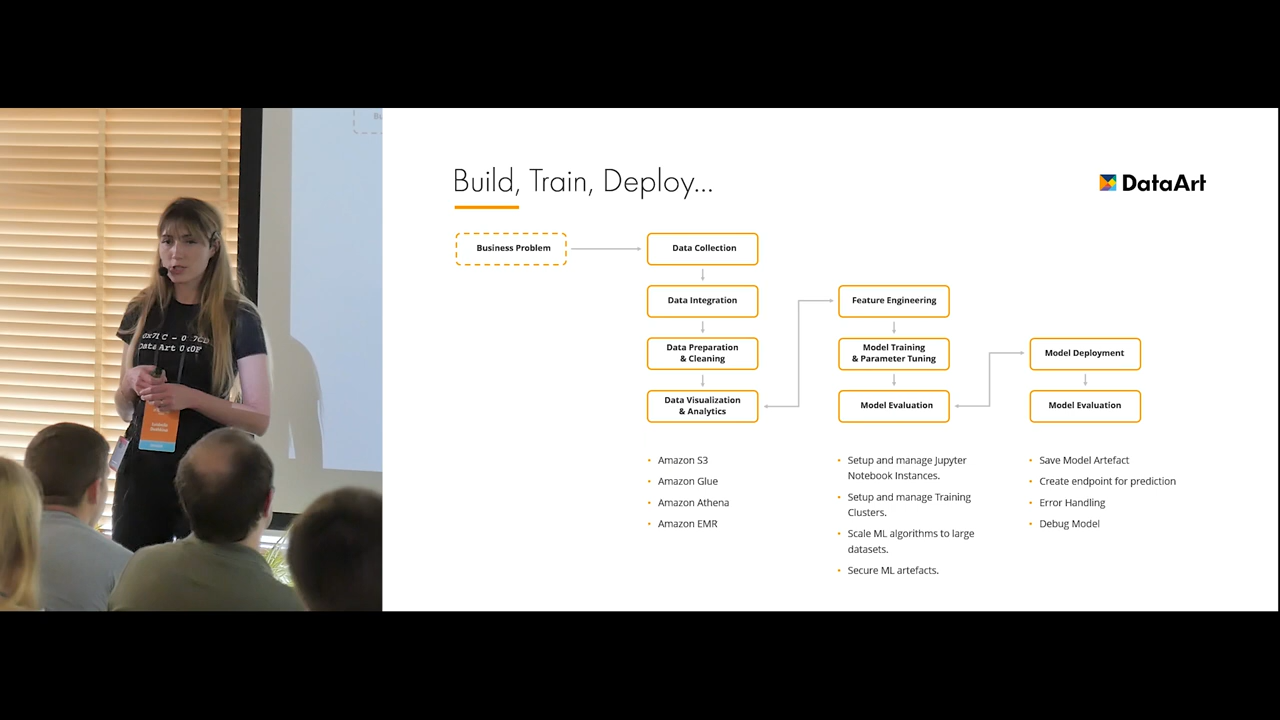 Build, Train, Deploy...
DataArt
Business Problem
Data Collection
Data Integration
Data Preparation
& Cleaning
Data Visualization
& Analytics
Feature Engineering
Model Training
& Parameter Tuning
Model Evaluation
Model Deployment
Model Evaluation
• Amazon S3
• Amazon Glue
• Amazon Athena
• Amazon EMR
• Setup and manage Jupyter
Notebook Instances.
• Setup and manage Training
Clusters.
• Scale ML algorithms to large
datasets.
• Secure ML artefacts.
• Save Model Artefact
• Create endpoint for prediction
• Error Handling
• Debug Model
Data Art 0x0F